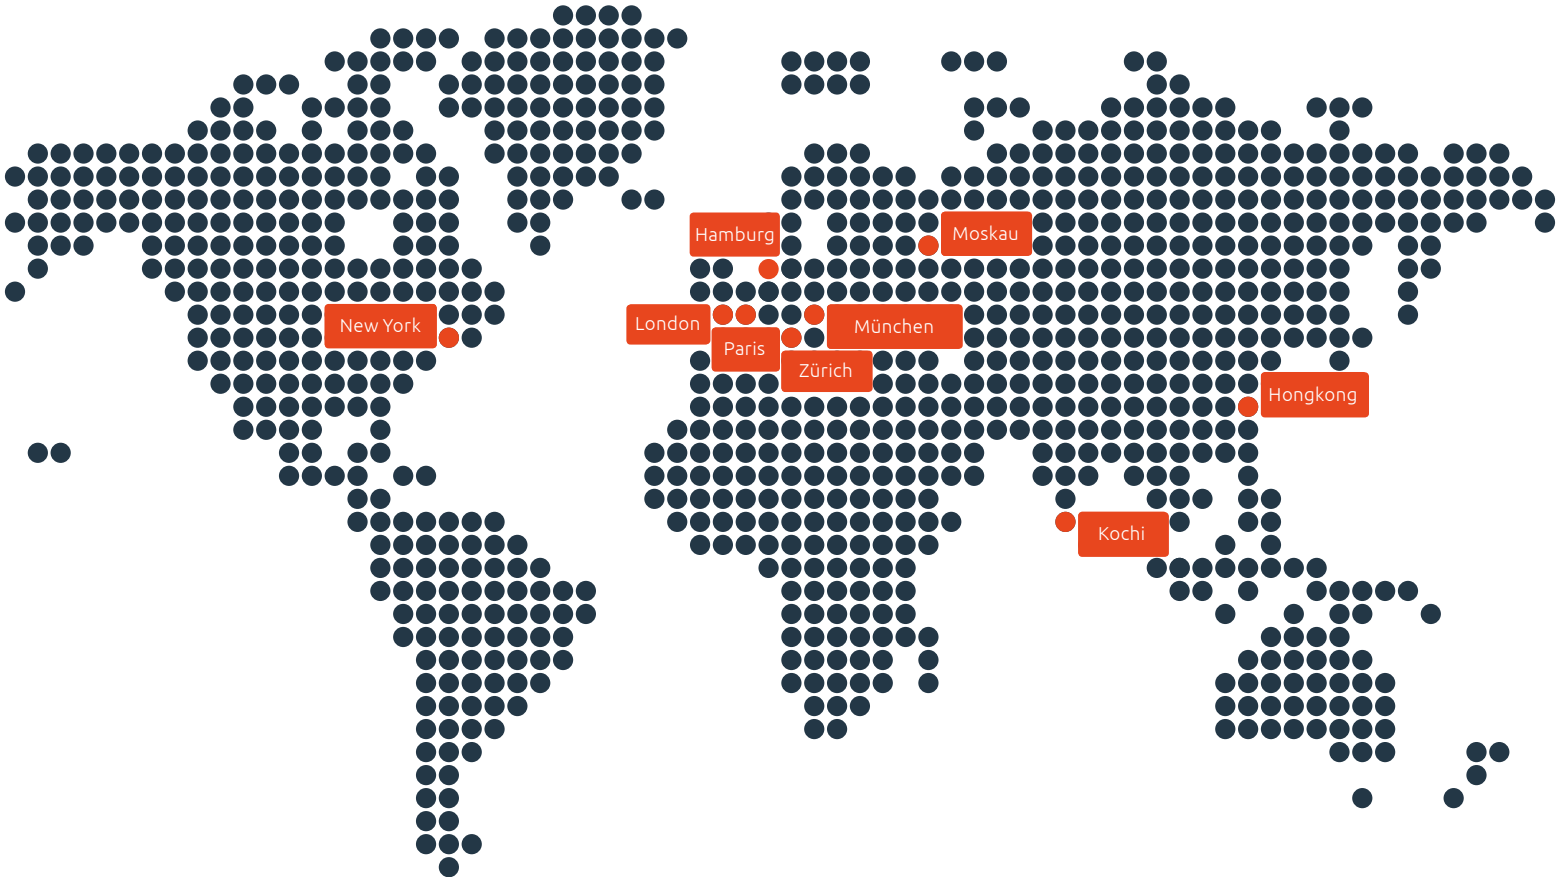 Hamburg
Moskau
London
New York
München
Paris
Zürich
Hongkong
Kochi